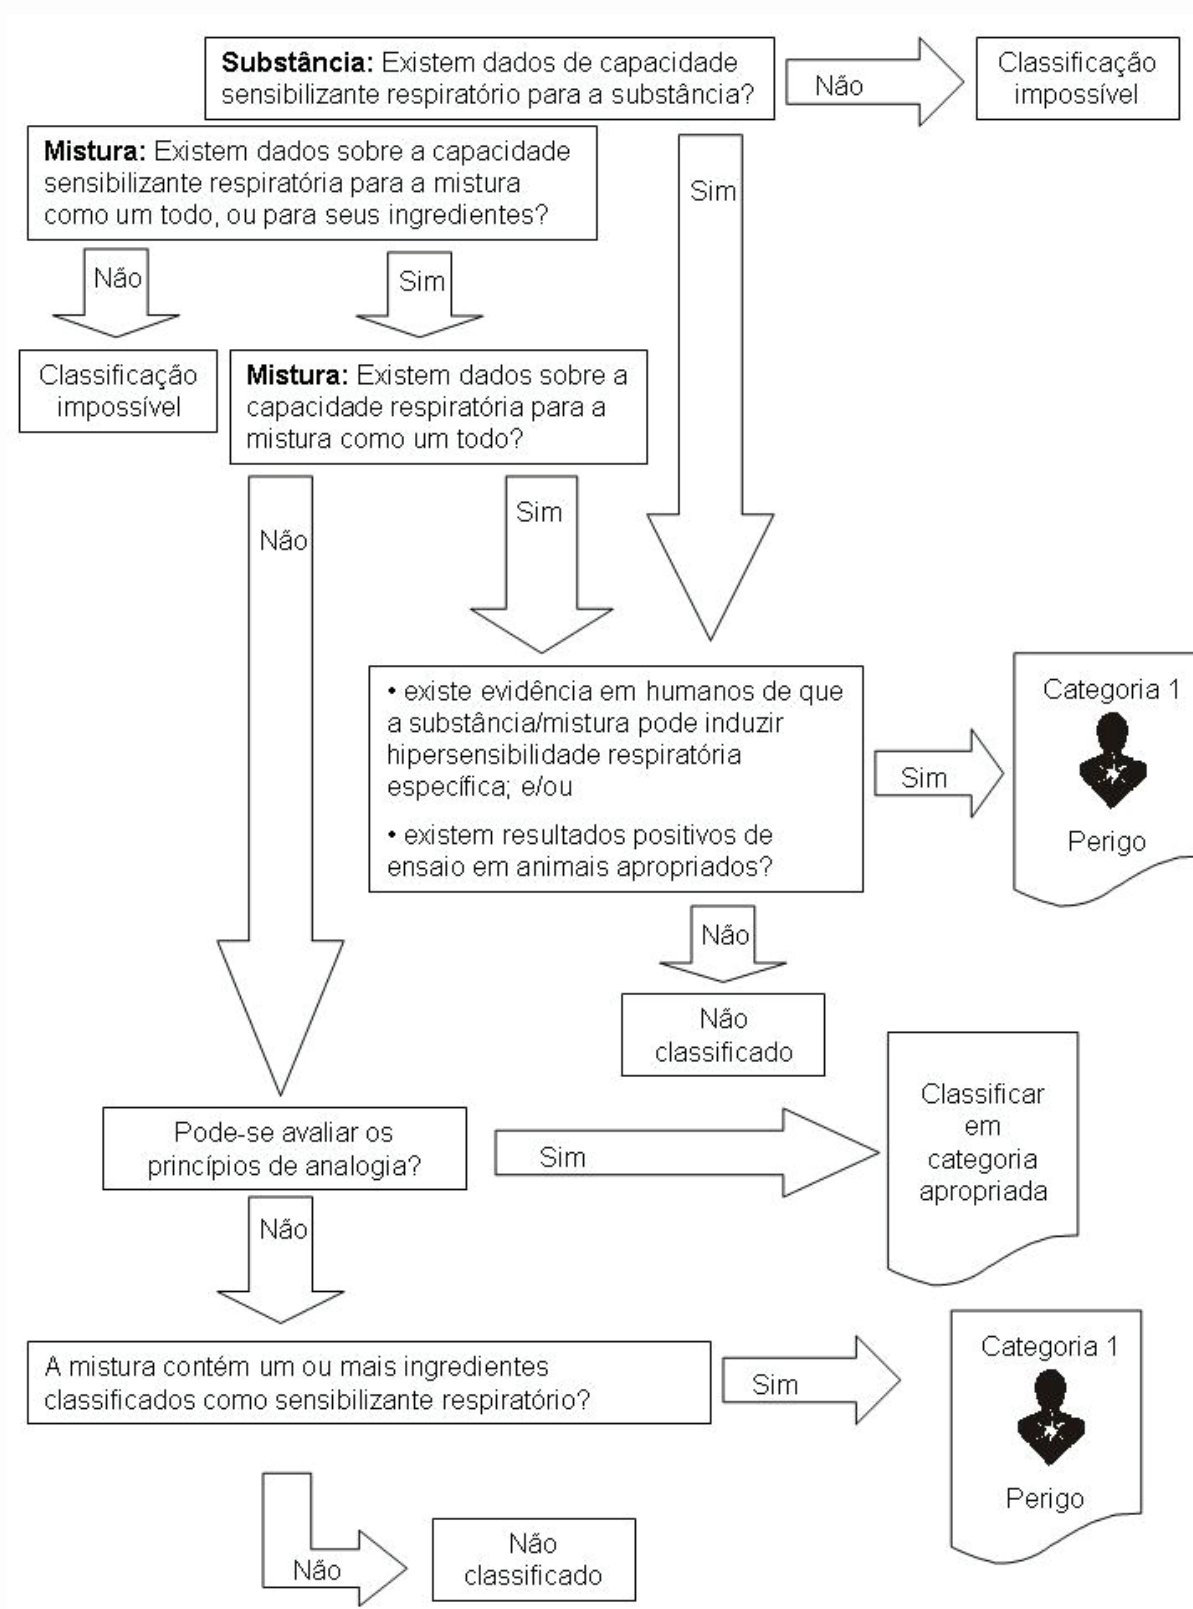 Substância: Existem dados de capacidade
sensibilizante respiratório para a substância?
Não
Classificação
impossível
Mistura: Existem dados sobre a capacidade
sensibilizante respiratória para a mistura
como um todo, ou para seus ingredientes?
Sim
Não
Sim
Classificação
impossível
Mistura: Existem dados sobre a
capacidade respiratória para a
mistura como um todo?
Não
Sim
• existe evidência em humanos de que
a substância/mistura pode induzir
hipersensibilidade respiratória
específica; e/ou
• existem resultados positivos de
ensaio em animais apropriados?
Sim
Categoria 1
Perigo
Não
Não
classificado
Pode-se avaliar os
princípios de analogia?
Sim
Classificar
em
categoria
apropriada
Não
A mistura contém um ou mais ingredientes
classificados como sensibilizante respiratório?
Sim
Categoria 1
Perigo
Não
Não
classificado